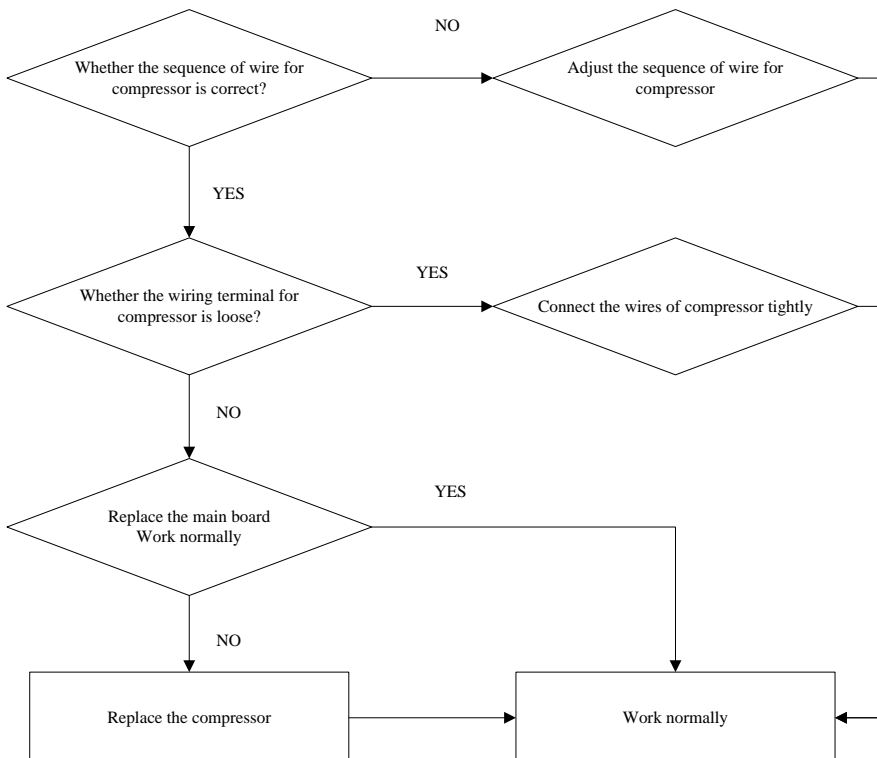 NO
Whether the sequence of wire for
compressor is correct?
Adjust the sequence of wire for
compressor
YES
YES
Whether the wiring terminal for
compressor is loose?
Connect the wires of compressor tightly
NO
YES
Replace the main board
Work normally
NO
Replace the compressor
Work normally